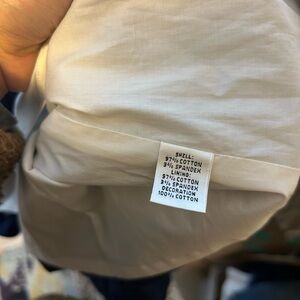 SHELL:
97% COTTON
3% SPANDEX
LINING:
97% COTTON
3% SPANDEX
DECORATION
100% COTTON